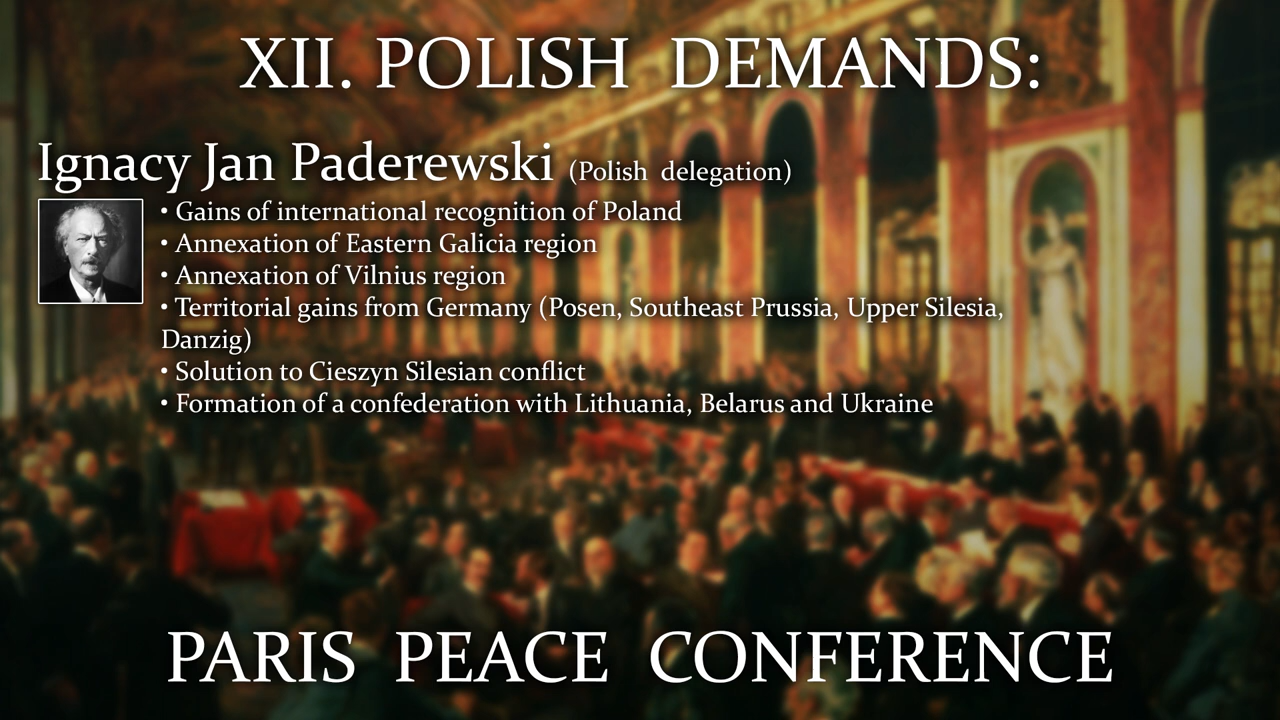 XII. POLISH DEMANDS:
Ignacy Jan Paderewski (Polish delegation)
• Gains of international recognition of Poland
• Annexation of Eastern Galicia region
• Annexation of Vilnius region
• Territorial gains from Germany (Posen, Southeast Prussia, Upper Silesia,
Danzig)
• Solution to Cieszyn Silesian conflict
• Formation of a confederation with Lithuania, Belarus and Ukraine
PARIS PEACE CONFERENCE